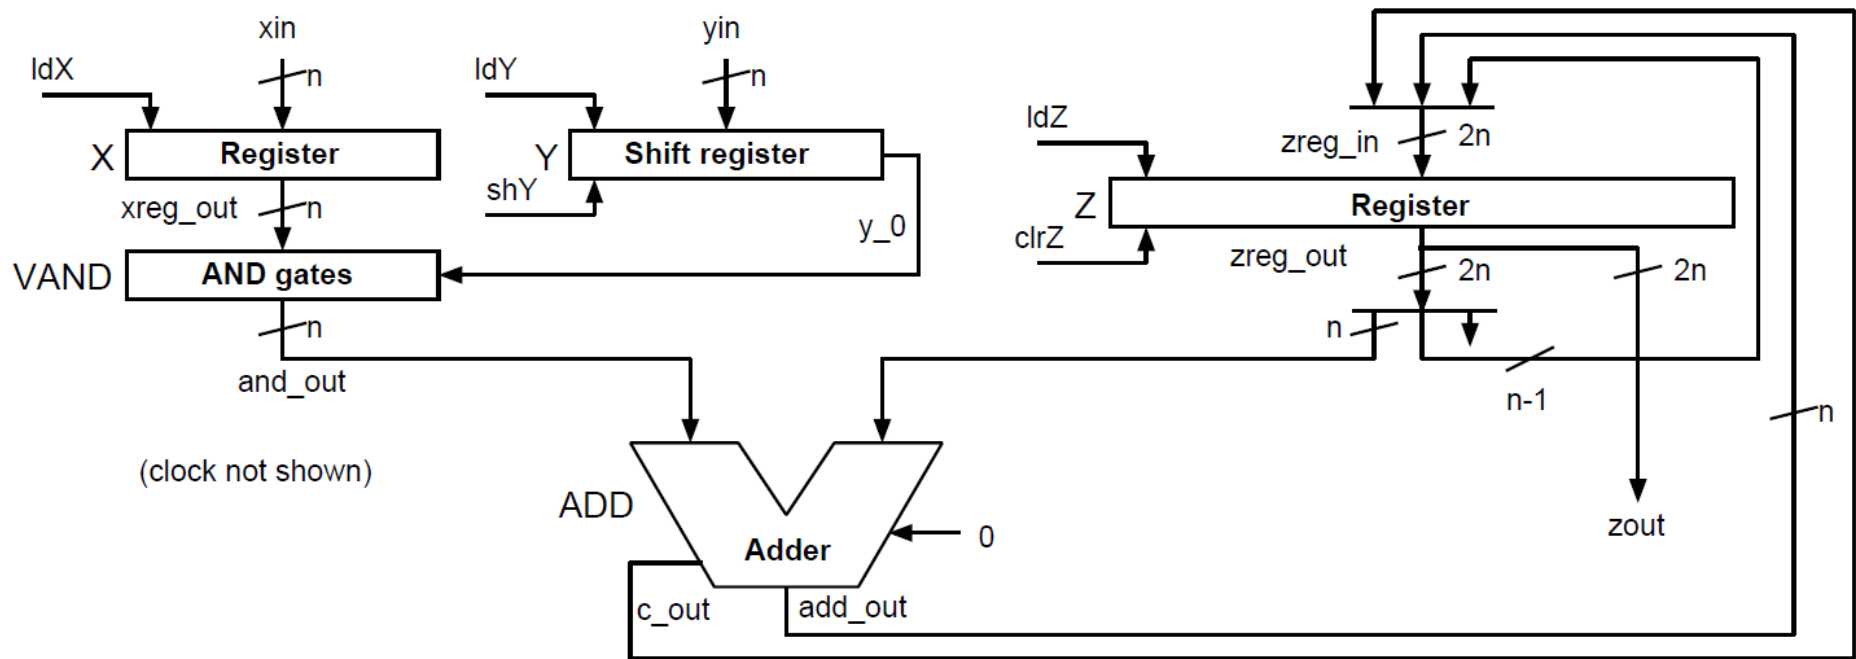 xin
yin
ldX
n
ldY
n
ldZ
zreg_in
2n
X
Register
Y
Shift register
shY
Z
Register
xreg_out
n
y_0
clrZ
zreg_out
2n
2n
VAND
AND gates
n
n
and_out
n-1
n
(clock not shown)
ADD
Adder
0
zout
c_out
add_out